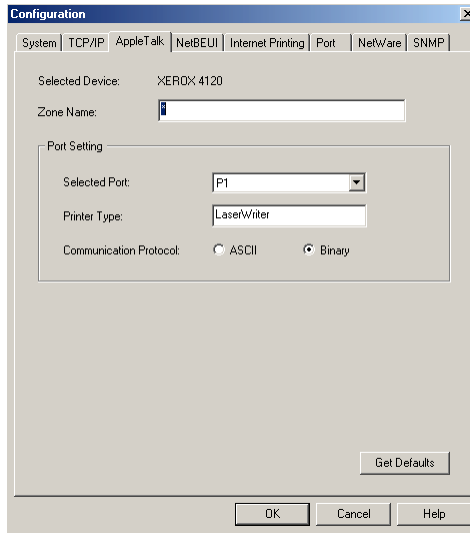 Configuration
System TCP/IP AppleTalk NetBEUI Internet Printing Port NetWare SNMP
Selected Device: XEROX 4120
Zone Name: *
Port Setting
Selected Port: P1
Printer Type: LaserWriter
Communication Protocol: ASCII Binary
Get Defaults
OK Cancel Help